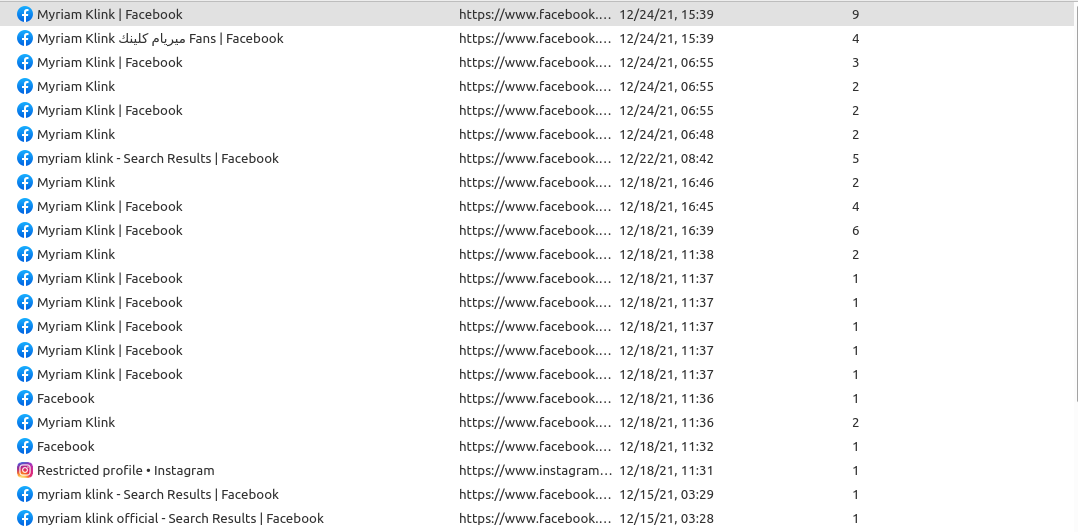 Myriam Klink | Facebook https://www.facebook.… 12/24/21, 15:39 9
Myriam Klink ميريام كلينك Fans | Facebook https://www.facebook.… 12/24/21, 15:39 4
Myriam Klink | Facebook https://www.facebook.… 12/24/21, 06:55 3
Myriam Klink https://www.facebook.… 12/24/21, 06:55 2
Myriam Klink | Facebook https://www.facebook.… 12/24/21, 06:55 2
Myriam Klink https://www.facebook.… 12/24/21, 06:48 2
myriam klink - Search Results | Facebook https://www.facebook.… 12/22/21, 08:42 5
Myriam Klink https://www.facebook.… 12/18/21, 16:46 2
Myriam Klink | Facebook https://www.facebook.… 12/18/21, 16:45 4
Myriam Klink | Facebook https://www.facebook.… 12/18/21, 16:39 6
Myriam Klink https://www.facebook.… 12/18/21, 11:38 2
Myriam Klink | Facebook https://www.facebook.… 12/18/21, 11:37 1
Myriam Klink | Facebook https://www.facebook.… 12/18/21, 11:37 1
Myriam Klink | Facebook https://www.facebook.… 12/18/21, 11:37 1
Myriam Klink | Facebook https://www.facebook.… 12/18/21, 11:37 1
Myriam Klink | Facebook https://www.facebook.… 12/18/21, 11:37 1
Facebook https://www.facebook.… 12/18/21, 11:36 1
Myriam Klink https://www.facebook.… 12/18/21, 11:36 2
Facebook https://www.facebook.… 12/18/21, 11:32 1
Restricted profile • Instagram https://www.instagram… 12/18/21, 11:31 1
myriam klink - Search Results | Facebook https://www.facebook.… 12/15/21, 03:29 1
myriam klink official - Search Results | Facebook https://www.facebook.… 12/15/21, 03:28 1